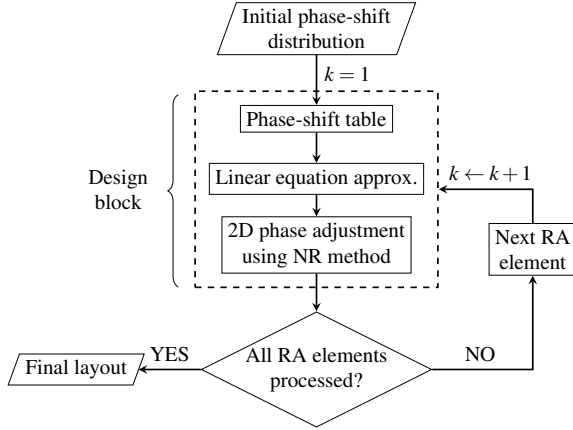 Initial phase-shift
distribution
k = 1
Phase-shift table
Linear equation approx.
2D phase adjustment
using NR method
Design
block
k ← k + 1
Next RA
element
All RA elements
processed?
YES
NO
Final layout